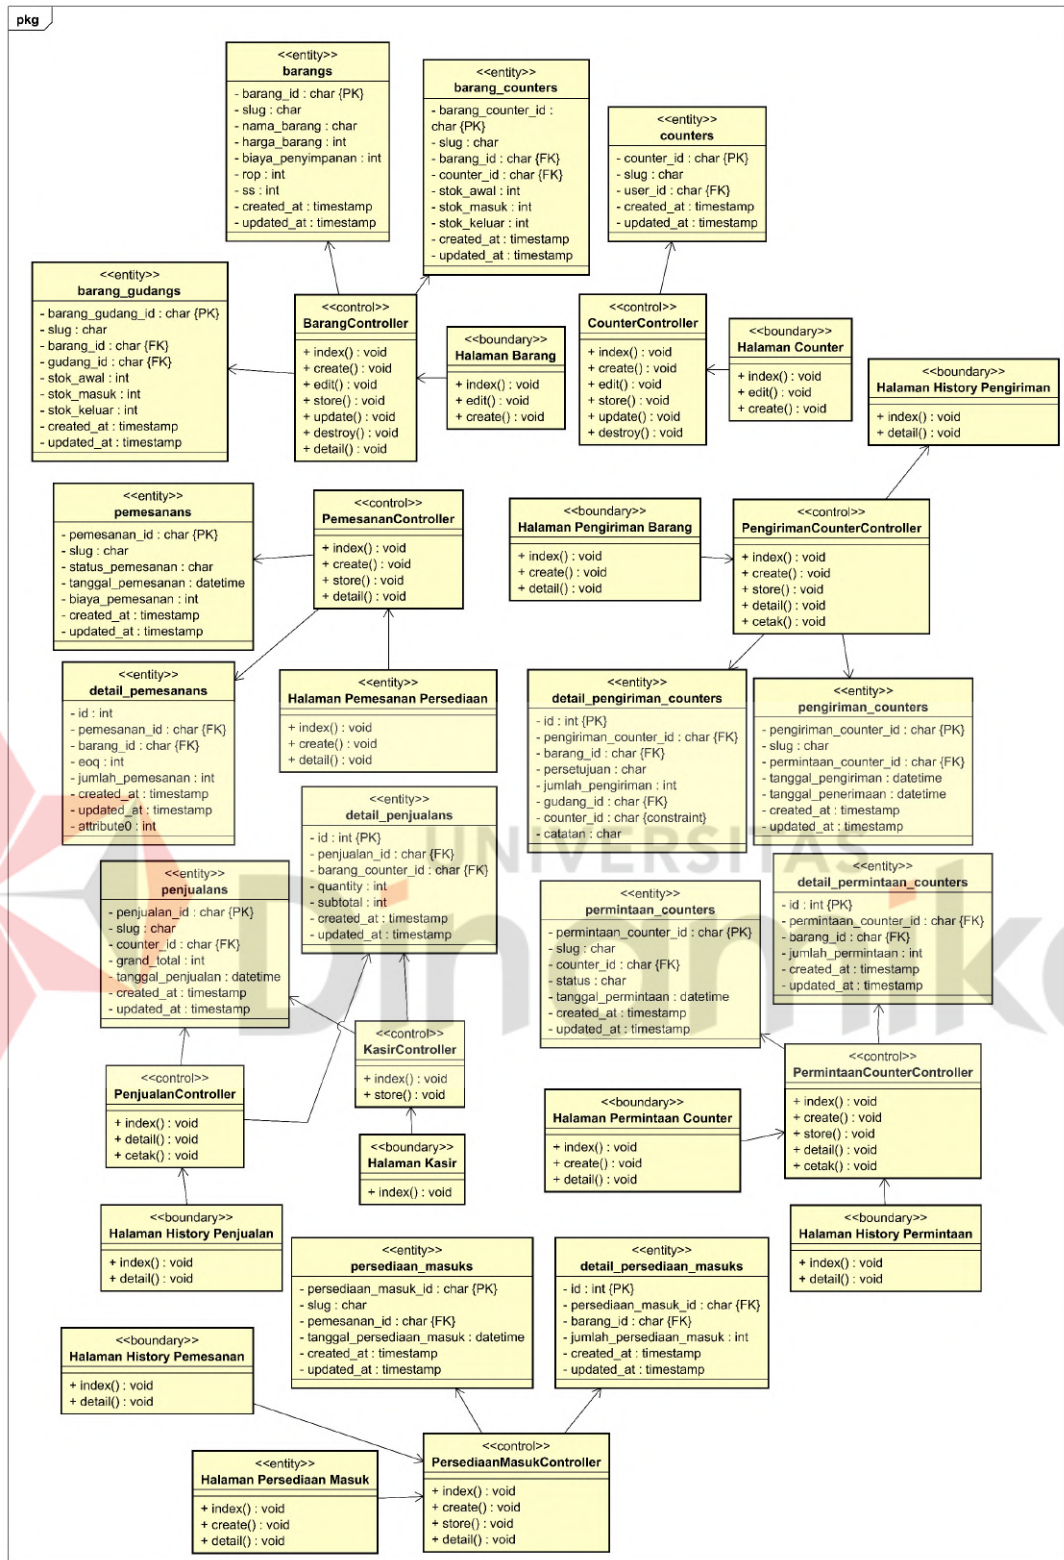 pkg
<<entity>>
barangs
- barang_id : char {PK}
- slug : char
- nama_barang : char
- harga_barang : int
- biaya_penyimpanan : int
- rop : int
- ss : int
- created_at : timestamp
- updated_at : timestamp
<<entity>>
barang_counters
- barang_counter_id :
char {PK}
- slug : char
- barang_id : char {FK}
- counter_id : char {FK}
- stok_awal : int
- stok_masuk : int
- stok_keluar : int
- created_at : timestamp
- updated_at : timestamp
<<entity>>
counters
- counter_id : char {PK}
- slug : char
- user_id : char {FK}
- created_at : timestamp
- updated_at : timestamp
<<entity>>
barang_gudangs
- barang_gudang_id : char {PK}
- slug : char
- barang_id : char {FK}
- gudang_id : char {FK}
- stok_awal : int
- stok_masuk : int
- stok_keluar : int
- created_at : timestamp
- updated_at : timestamp
<<control>>
BarangController
+ index() : void
+ create() : void
+ edit() : void
+ store() : void
+ update() : void
+ destroy() : void
+ detail() : void
<<boundary>>
Halaman Barang
+ index() : void
+ edit() : void
+ create() : void
<<control>>
CounterController
+ index() : void
+ create() : void
+ edit() : void
+ store() : void
+ update() : void
+ destroy() : void
<<boundary>>
Halaman Counter
+ index() : void
+ edit() : void
+ create() : void
<<boundary>>
Halaman History Pengiriman
+ index() : void
+ detail() : void
<<entity>>
pemesanans
- pemesanan_id : char {PK}
- slug : char
- status_pemesanan : char
- tanggal_pemesanan : datetime
- biaya_pemesanan : int
- created_at : timestamp
- updated_at : timestamp
<<control>>
PemesananController
+ index() : void
+ create() : void
+ store() : void
+ detail() : void
<<boundary>>
Halaman Pengiriman Barang
+ index() : void
+ create() : void
+ detail() : void
<<control>>
PengirimanCounterController
+ index() : void
+ create() : void
+ store() : void
+ detail() : void
+ cetak() : void
<<entity>>
detail_pemesanans
- id : int
- pemesanan_id : char {FK}
- barang_id : char {FK}
- eoq : int
- jumlah_pemesanan : int
- created_at : timestamp
- updated_at : timestamp
- attribute0 : int
<<entity>>
Halaman Pemesanan Persediaan
+ index() : void
+ create() : void
+ detail() : void
<<entity>>
detail_pengiriman_counters
- id : int {PK}
- pengiriman_counter_id : char {FK}
- barang_id : char {FK}
- persetujuan : char
- jumlah_pengiriman : int
- gudang_id : char {FK}
- counter_id : char {constraint}
- catatan : char
<<entity>>
pengiriman_counters
- pengiriman_counter_id : char {PK}
- slug : char
- permintaan_counter_id : char {FK}
- tanggal_pengiriman : datetime
- tanggal_penerimaan : datetime
- created_at : timestamp
- updated_at : timestamp
<<entity>>
detail_penjualans
- id : int {PK}
- penjualan_id : char {FK}
- barang_counter_id : char {FK}
- quantity : int
- subtotal : int
- created_at : timestamp
- updated_at : timestamp
UNIVERSITAS
Dinamika
<<entity>>
penjualans
- penjualan_id : char {PK}
- slug : char
- counter_id : char {FK}
- grand_total : int
- tanggal_penjualan : datetime
- created_at : timestamp
- updated_at : timestamp
<<entity>>
permintaan_counters
- permintaan_counter_id : char {PK}
- slug : char
- counter_id : char {FK}
- status : char
- tanggal_permintaan : datetime
- created_at : timestamp
- updated_at : timestamp
<<entity>>
detail_permintaan_counters
- id : int {PK}
- permintaan_counter_id : char {FK}
- barang_id : char {FK}
- jumlah_permintaan : int
- created_at : timestamp
- updated_at : timestamp
<<control>>
KasirController
+ index() : void
+ store() : void
<<control>>
PenjualanController
+ index() : void
+ detail() : void
+ cetak() : void
<<control>>
PermintaanCounterController
+ index() : void
+ create() : void
+ store() : void
+ detail() : void
+ cetak() : void
<<boundary>>
Halaman Permintaan Counter
+ index() : void
+ create() : void
+ detail() : void
<<boundary>>
Halaman Kasir
+ index() : void
<<boundary>>
Halaman History Penjualan
+ index() : void
+ detail() : void
<<boundary>>
Halaman History Permintaan
+ index() : void
+ detail() : void
<<entity>>
persediaan_masuks
- persediaan_masuk_id : char {PK}
- slug : char
- pemesanan_id : char {FK}
- tanggal_persediaan_masuk : datetime
- created_at : timestamp
- updated_at : timestamp
<<entity>>
detail_persediaan_masuks
- id : int {PK}
- persediaan_masuk_id : char {FK}
- barang_id : char {FK}
- jumlah_persediaan_masuk : int
- created_at : timestamp
- updated_at : timestamp
<<boundary>>
Halaman History Pemesanan
+ index() : void
+ detail() : void
<<entity>>
Halaman Persediaan Masuk
+ index() : void
+ create() : void
+ detail() : void
<<control>>
PersediaanMasukController
+ index() : void
+ create() : void
+ store() : void
+ detail() : void